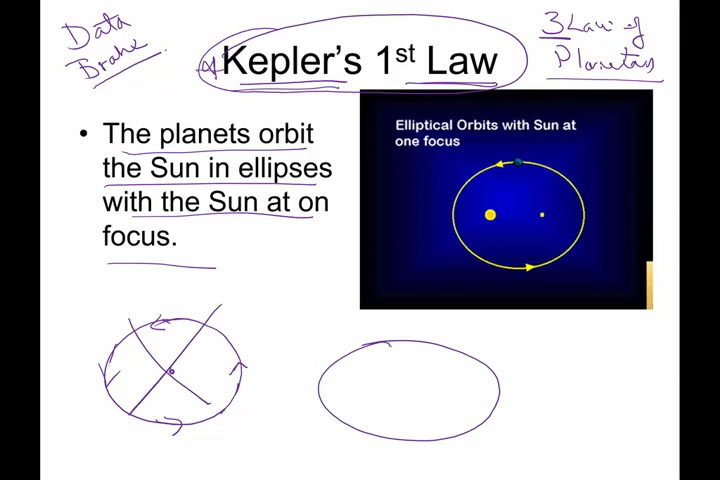 Data
Brahe
Kepler's 1st Law
3 Law of
Planetary
• The planets orbit
the Sun in ellipses
with the Sun at on
focus.
Elliptical Orbits with Sun at
one focus